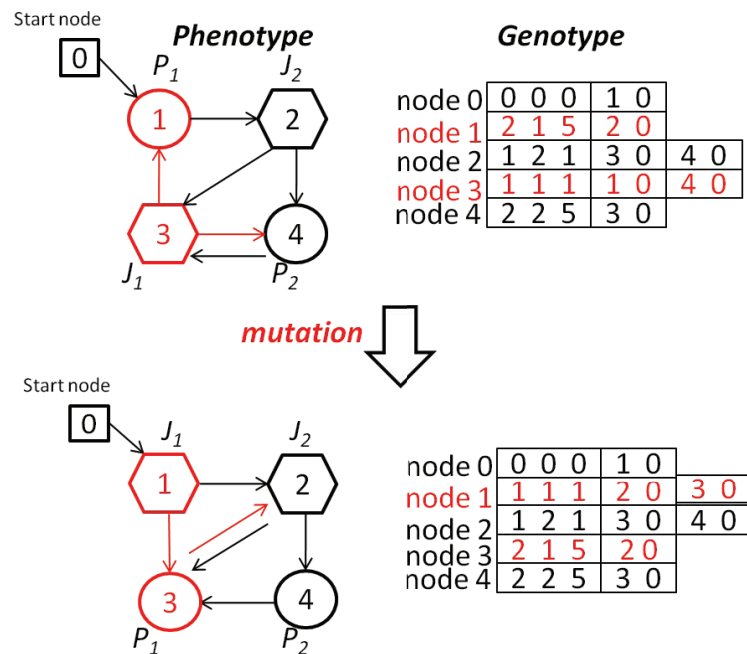 Start node
Phenotype
Genotype
0
P1
J2
1
2
3
4
J1
P2
node 0 0 0 0 1 0
node 1 2 1 5 2 0
node 2 1 2 1 3 0 4 0
node 3 1 1 1 1 0 4 0
node 4 2 2 5 3 0
mutation
Start node
0
J1
J2
1
2
3
4
P1
P2
node 0 0 0 0 1 0
node 1 1 1 1 2 0 3 0
node 2 1 2 1 3 0 4 0
node 3 2 1 5 2 0
node 4 2 2 5 3 0